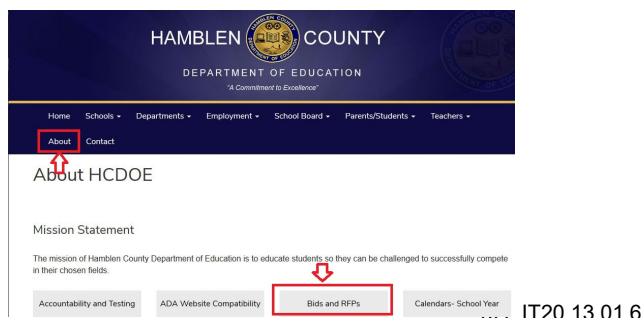 HAMBLEN COUNTY
DEPARTMENT OF EDUCATION
"A Commitment to Excellence"
Home Schools Departments Employment School Board Parents/Students Teachers
About Contact
About HCDOE
Mission Statement
The mission of Hamblen County Department of Education is to educate students so they can be challenged to successfully compete
in their chosen fields.
Accountability and Testing ADA Website Compatibility Bids and RFPs Calendars- School Year
IT20.13.01.6